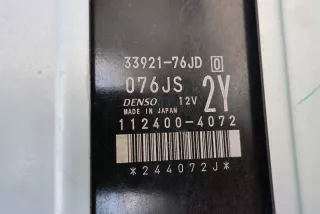 33921-76JD 0
076JS 2Y
DENSO 12V
MADE IN JAPAN
112400-4072
*244072J*